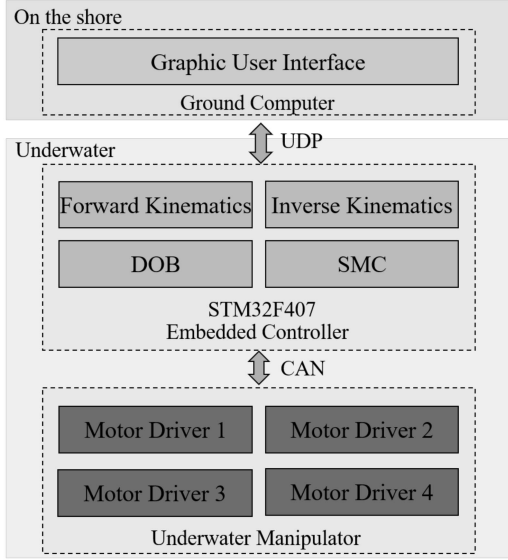 On the shore
Graphic User Interface
Ground Computer
UDP
Underwater
Forward Kinematics
Inverse Kinematics
DOB
SMC
STM32F407
Embedded Controller
CAN
Motor Driver 1
Motor Driver 2
Motor Driver 3
Motor Driver 4
Underwater Manipulator